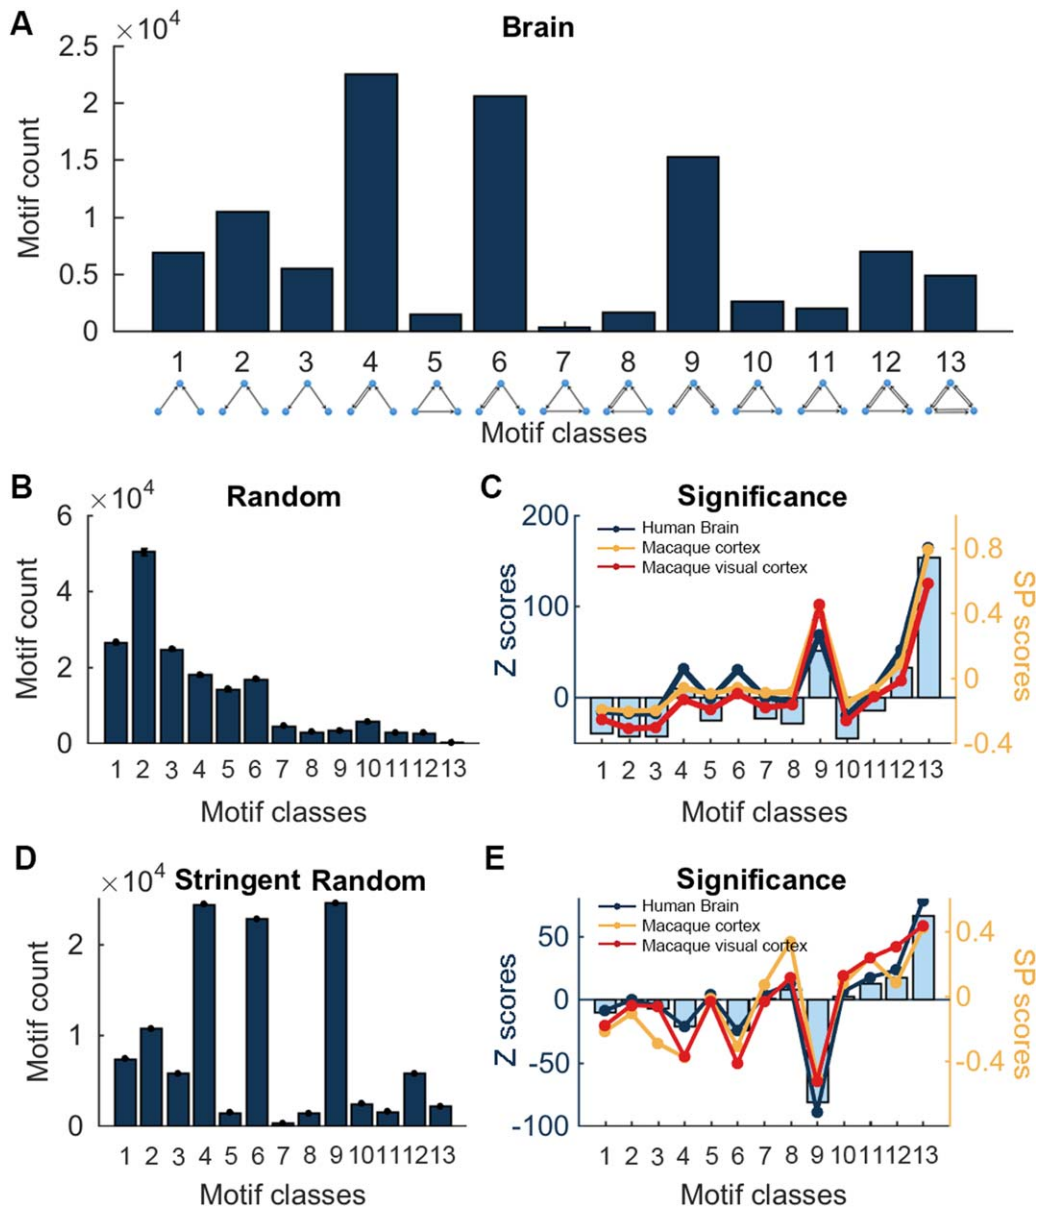 A
×10⁴
Brain
2.5
2
1.5
1
0.5
0
Motif count
1 2 3 4 5 6 7 8 9 10 11 12 13
Motif classes
B
×10⁴
Random
6
4
2
0
Motif count
1 2 3 4 5 6 7 8 9 10 11 12 13
Motif classes
C
Significance
200
100
0
Z scores
Human Brain
Macaque cortex
Macaque visual cortex
0.8
0.4
0
-0.4
SP scores
1 2 3 4 5 6 7 8 9 10 11 12 13
Motif classes
D
×10⁴
Stringent Random
2
1
0
Motif count
1 2 3 4 5 6 7 8 9 10 11 12 13
Motif classes
E
Significance
50
0
-50
-100
Z scores
Human Brain
Macaque cortex
Macaque visual cortex
0.4
0
-0.4
SP scores
1 2 3 4 5 6 7 8 9 10 11 12 13
Motif classes